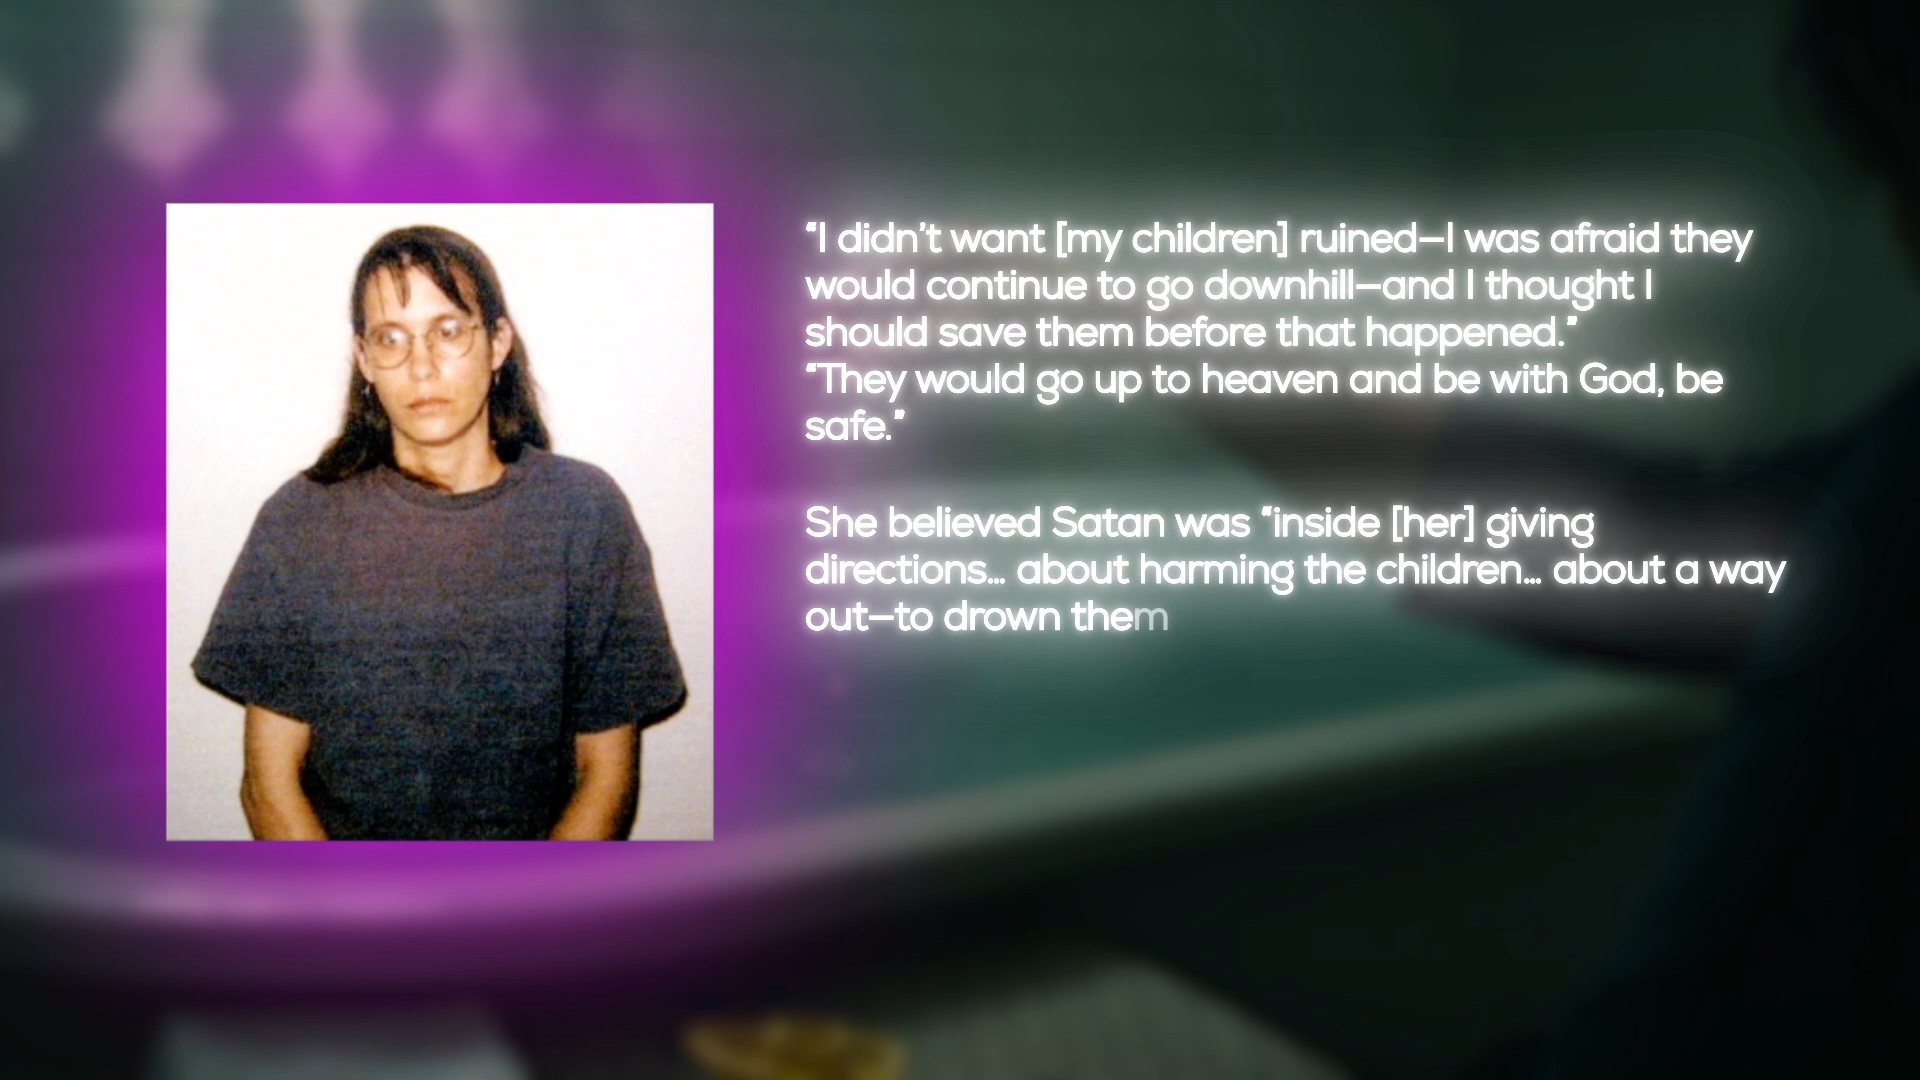 “I didn’t want [my children] ruined—I was afraid they
would continue to go downhill—and I thought I
should save them before that happened.”
“They would go up to heaven and be with God, be
safe.”
She believed Satan was “inside [her] giving
directions... about harming the children... about a way
out—to drown them